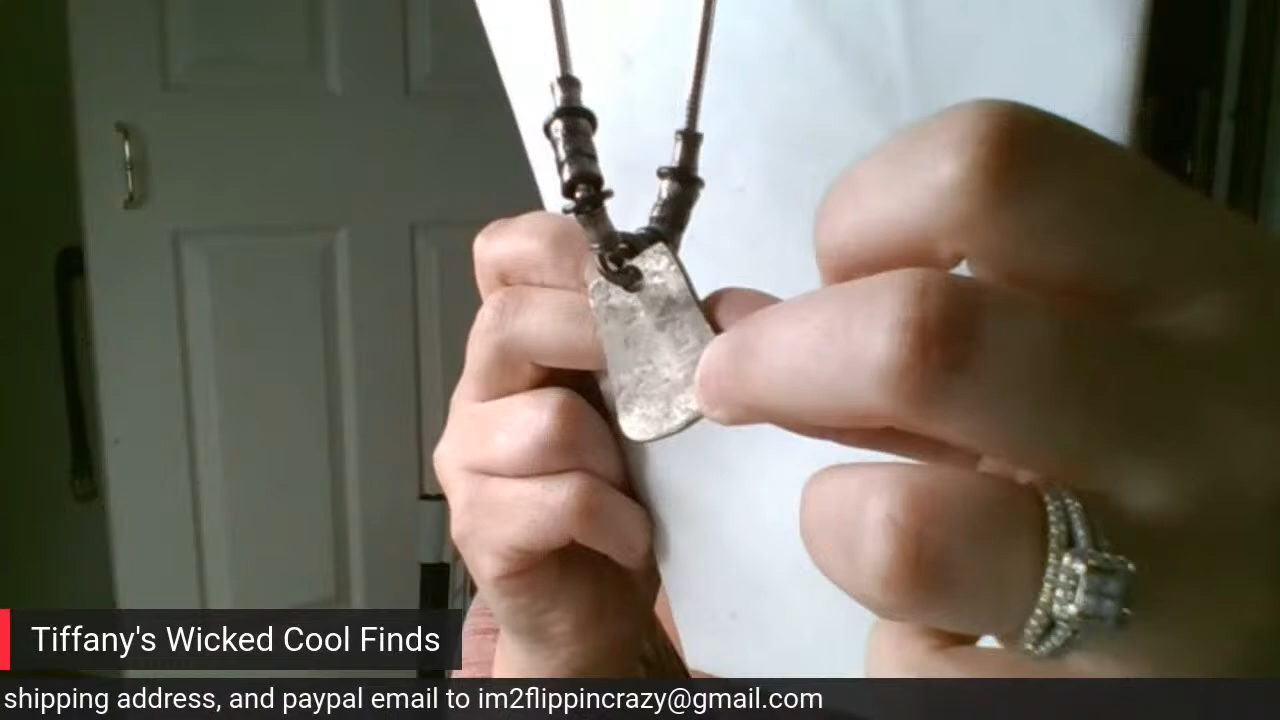 Tiffany's Wicked Cool Finds
shipping address, and paypal email to im2flippincrazy@gmail.com